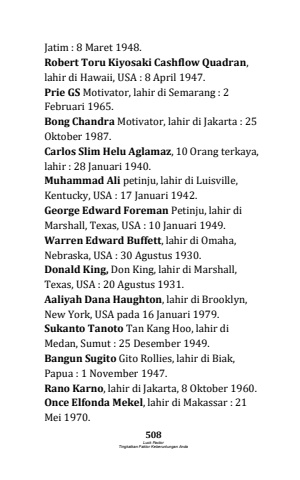 Jatim : 8 Maret 1948.
Robert Toru Kiyosaki Cashflow Quadran,
lahir di Hawaii, USA : 8 April 1947.
Prie GS Motivator, lahir di Semarang : 2
Februari 1965.
Bong Chandra Motivator, lahir di Jakarta : 25
Oktober 1987.
Carlos Slim Helu Aglamaz, 10 Orang terkaya,
lahir : 28 Januari 1940.
Muhammad Ali petinju, lahir di Luisville,
Kentucky, USA : 17 Januari 1942.
George Edward Foreman Petinju, lahir di
Marshall, Texas, USA : 10 Januari 1949.
Warren Edward Buffett, lahir di Omaha,
Nebraska, USA : 30 Agustus 1930.
Donald King, Don King, lahir di Marshall,
Texas, USA : 20 Agustus 1931.
Aaliyah Dana Haughton, lahir di Brooklyn,
New York, USA pada 16 Januari 1979.
Sukanto Tanoto Tan Kang Hoo, lahir di
Medan, Sumut : 25 Desember 1949.
Bangun Sugito Gito Rollies, lahir di Biak,
Papua : 1 November 1947.
Rano Karno, lahir di Jakarta, 8 Oktober 1960.
Once Elfonda Mekel, lahir di Makassar : 21
Mei 1970.
508
Luck Factor
Tingkatkan Faktor Keberuntungan Anda